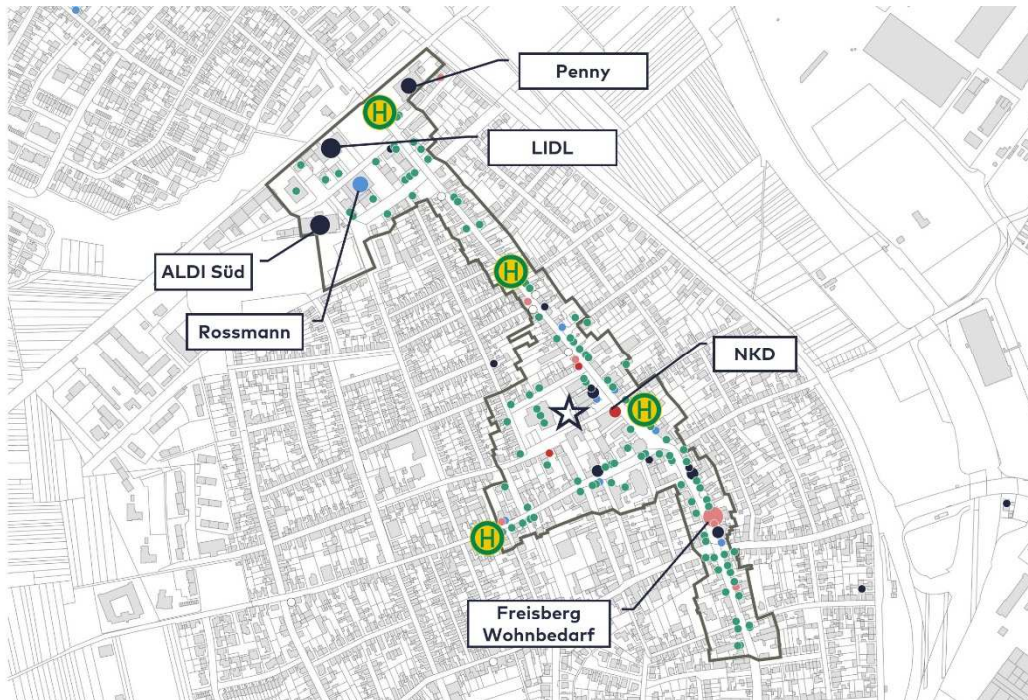 Penny
H
LIDL
ALDI Süd
H
Rossmann
NKD
H
H
Freisberg
Wohnbedarf